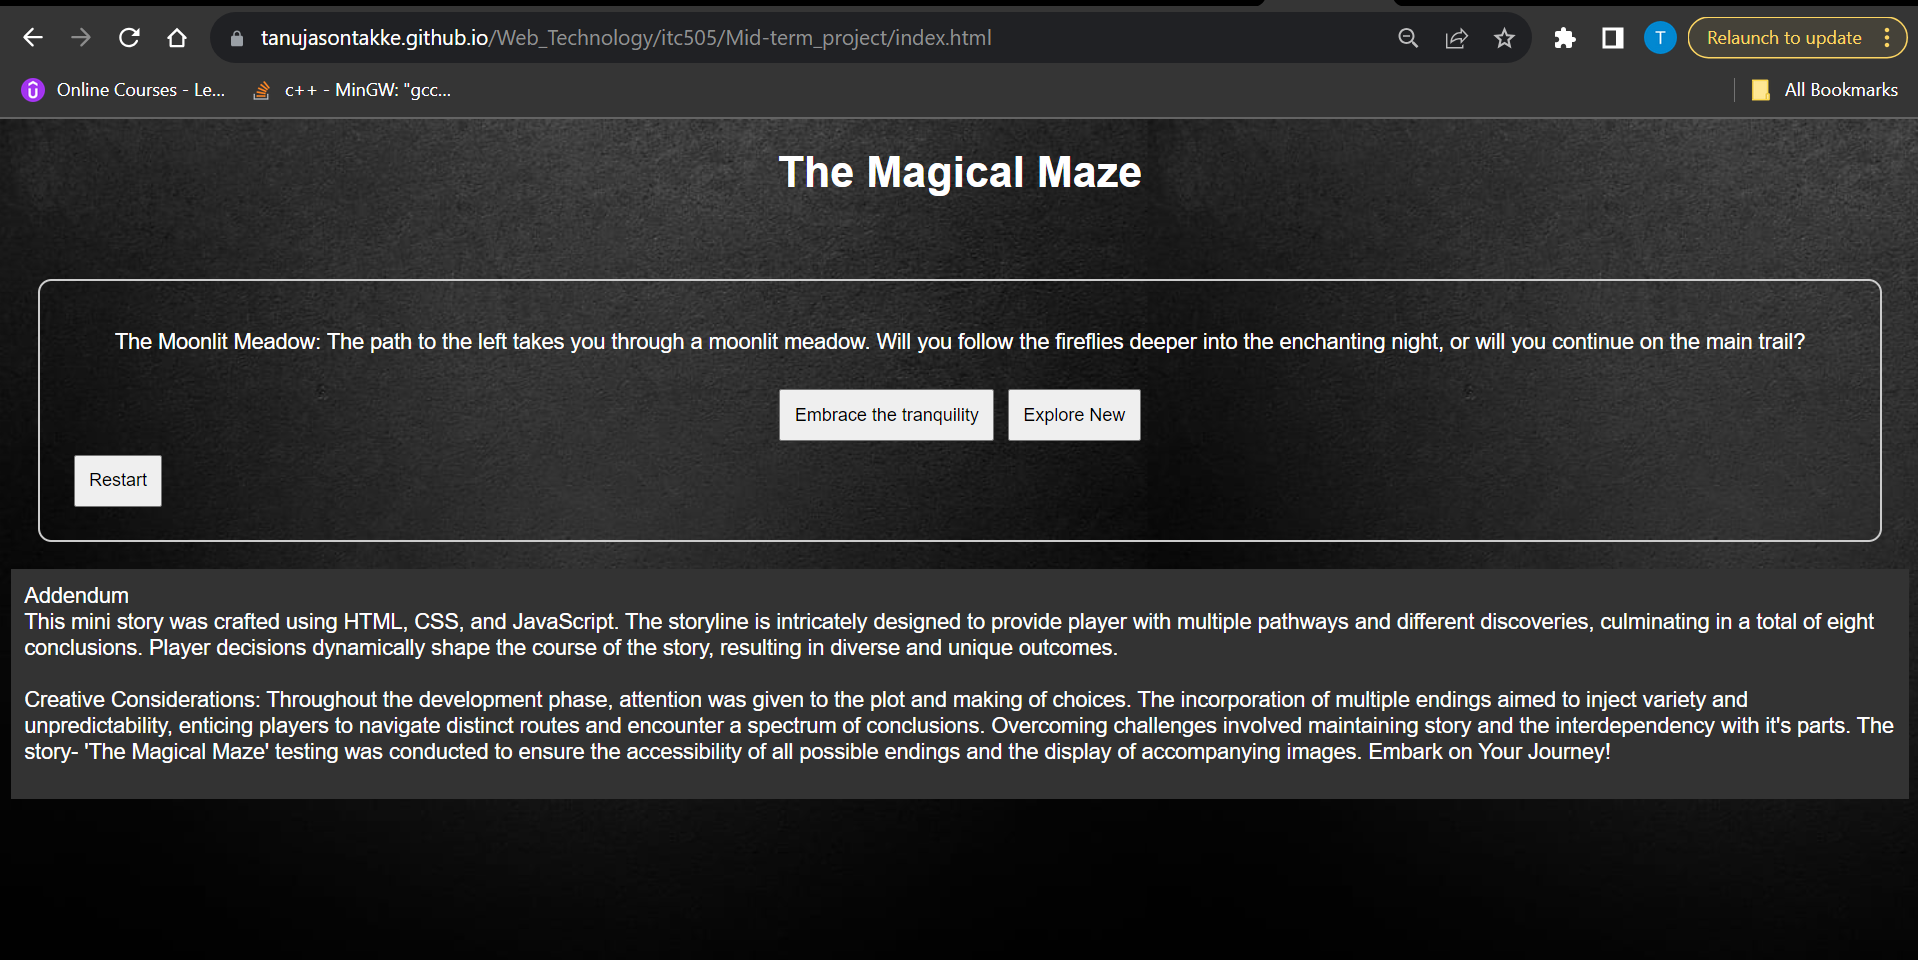 tanujasontakke.github.io/Web_Technology/itc505/Mid-term_project/index.html
T
Relaunch to update
Online Courses - Le...
c++ - MinGW: "gcc...
All Bookmarks
The Magical Maze
The Moonlit Meadow: The path to the left takes you through a moonlit meadow. Will you follow the fireflies deeper into the enchanting night, or will you continue on the main trail?
Embrace the tranquility
Explore New
Restart
Addendum
This mini story was crafted using HTML, CSS, and JavaScript. The storyline is intricately designed to provide player with multiple pathways and different discoveries, culminating in a total of eight
conclusions. Player decisions dynamically shape the course of the story, resulting in diverse and unique outcomes.
Creative Considerations: Throughout the development phase, attention was given to the plot and making of choices. The incorporation of multiple endings aimed to inject variety and
unpredictability, enticing players to navigate distinct routes and encounter a spectrum of conclusions. Overcoming challenges involved maintaining story and the interdependency with it's parts. The
story- 'The Magical Maze' testing was conducted to ensure the accessibility of all possible endings and the display of accompanying images. Embark on Your Journey!